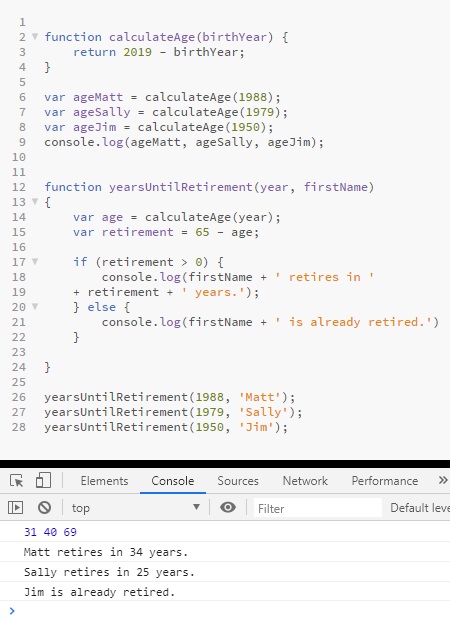 1
2 function calculateAge(birthYear) {
3 return 2019 - birthYear;
4 }
5
6 var ageMatt = calculateAge(1988);
7 var ageSally = calculateAge(1979);
8 var ageJim = calculateAge(1950);
9 console.log(ageMatt, ageSally, ageJim);
10
11
12 function yearsUntilRetirement(year, firstName)
13 {
14 var age = calculateAge(year);
15 var retirement = 65 - age;
16
17 if (retirement > 0) {
18 console.log(firstName + ' retires in '
19 + retirement + ' years.');
20 } else {
21 console.log(firstName + ' is already retired.')
22 }
23
24 }
25
26 yearsUntilRetirement(1988, 'Matt');
27 yearsUntilRetirement(1979, 'Sally');
28 yearsUntilRetirement(1950, 'Jim');
Elements Console Sources Network Performance »
top Filter Default leve
31 40 69
Matt retires in 34 years.
Sally retires in 25 years.
Jim is already retired.
>